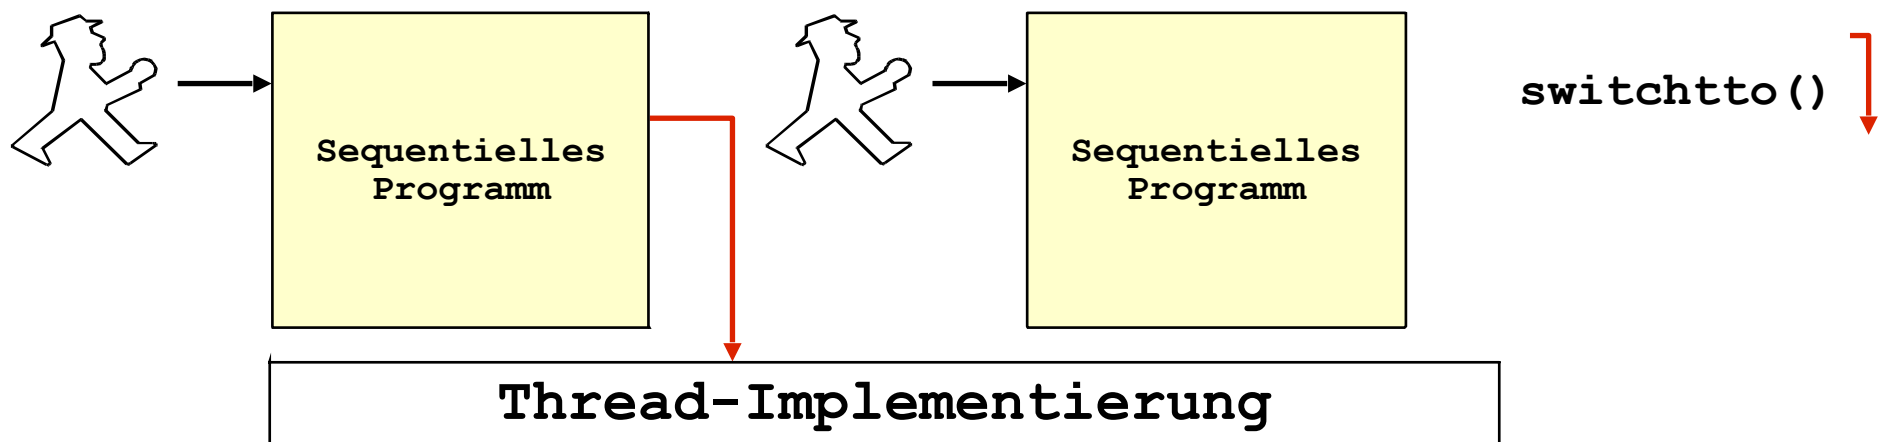 Sequentielles
Programm
Sequentielles
Programm
switchtto()
Thread-Implementierung